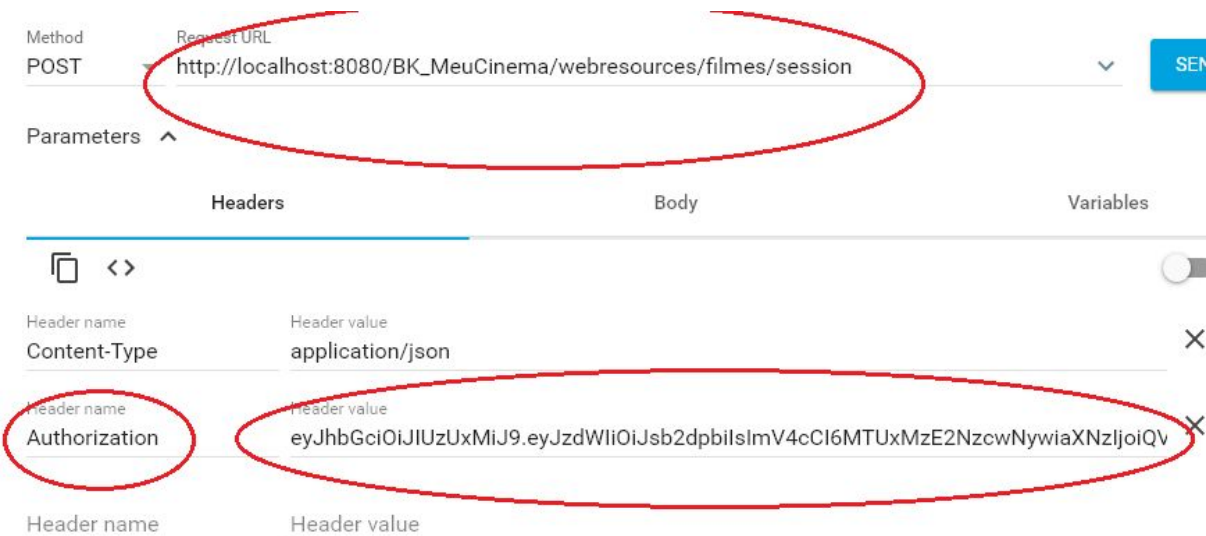 Method
Request URL
POST
http://localhost:8080/BK_MeuCinema/webresources/filmes/session
SEN
Parameters
Headers
Body
Variables
Header name
Header value
Content-Type
application/json
Header name
Header value
Authorization
eyJhbGciOiJIUzUxMiJ9.eyJzdWIiOiJsb2dpbiIsImV4cCI6MTUxMzE2NzcwNywiaXNzIjoiQV
Header name
Header value